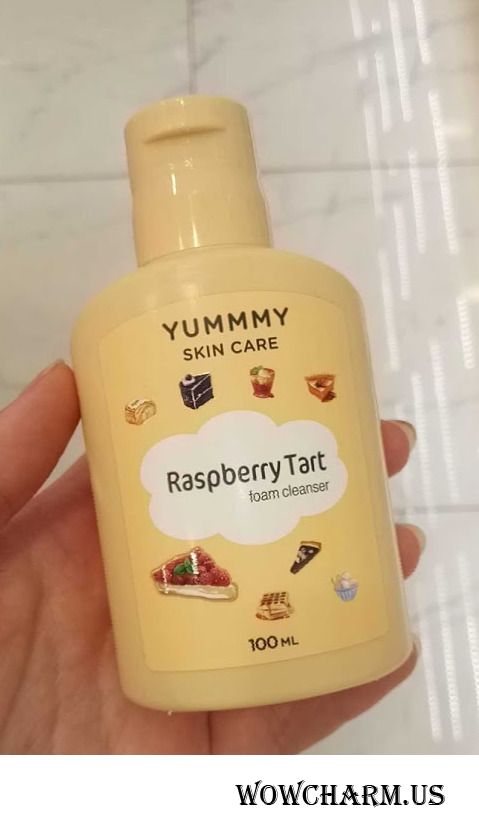 YUMMMY
SKIN CARE
Raspberry Tart
foam cleanser
100 ML
WOWCHARM.US